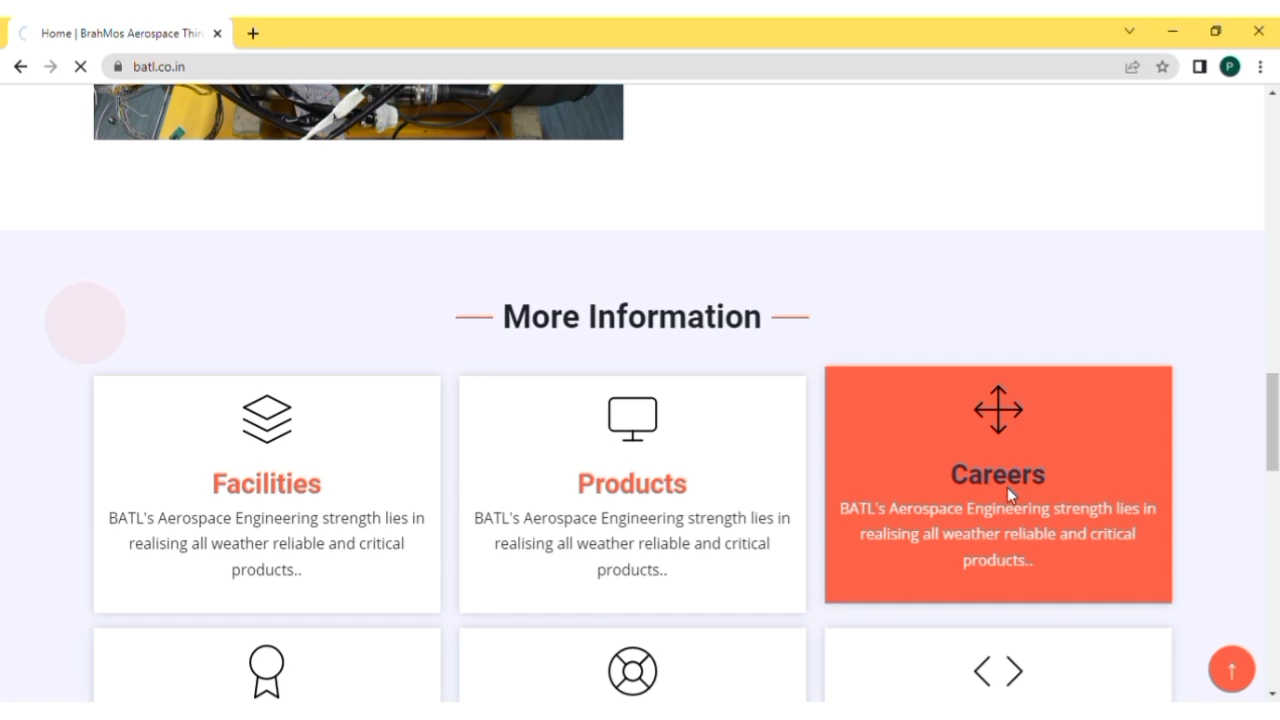 Home | BrahMos Aerospace Thir
batl.co.in
P
More Information
Facilities
BATL's Aerospace Engineering strength lies in
realising all weather reliable and critical
products..
Products
BATL's Aerospace Engineering strength lies in
realising all weather reliable and critical
products..
Careers
BATL's Aerospace Engineering strength lies in
realising all weather reliable and critical
products..